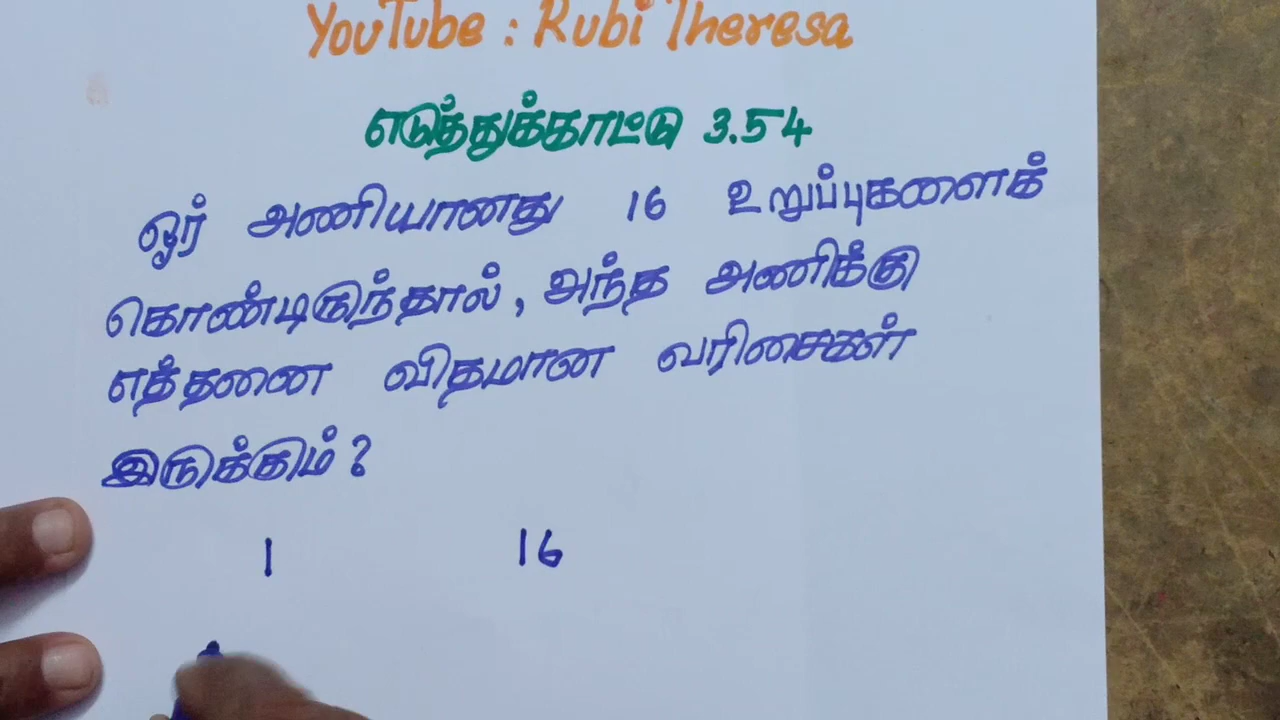 YouTube : Rubi Theresa
எடுத்துக்காட்டு 3.54
ஓர் அணியானது 16 உறுப்புகளைக்
கொண்டிருந்தால், அந்த அணிக்கு
எத்தனை விதமான வரிசைகள்
இருக்கும்?
1 16